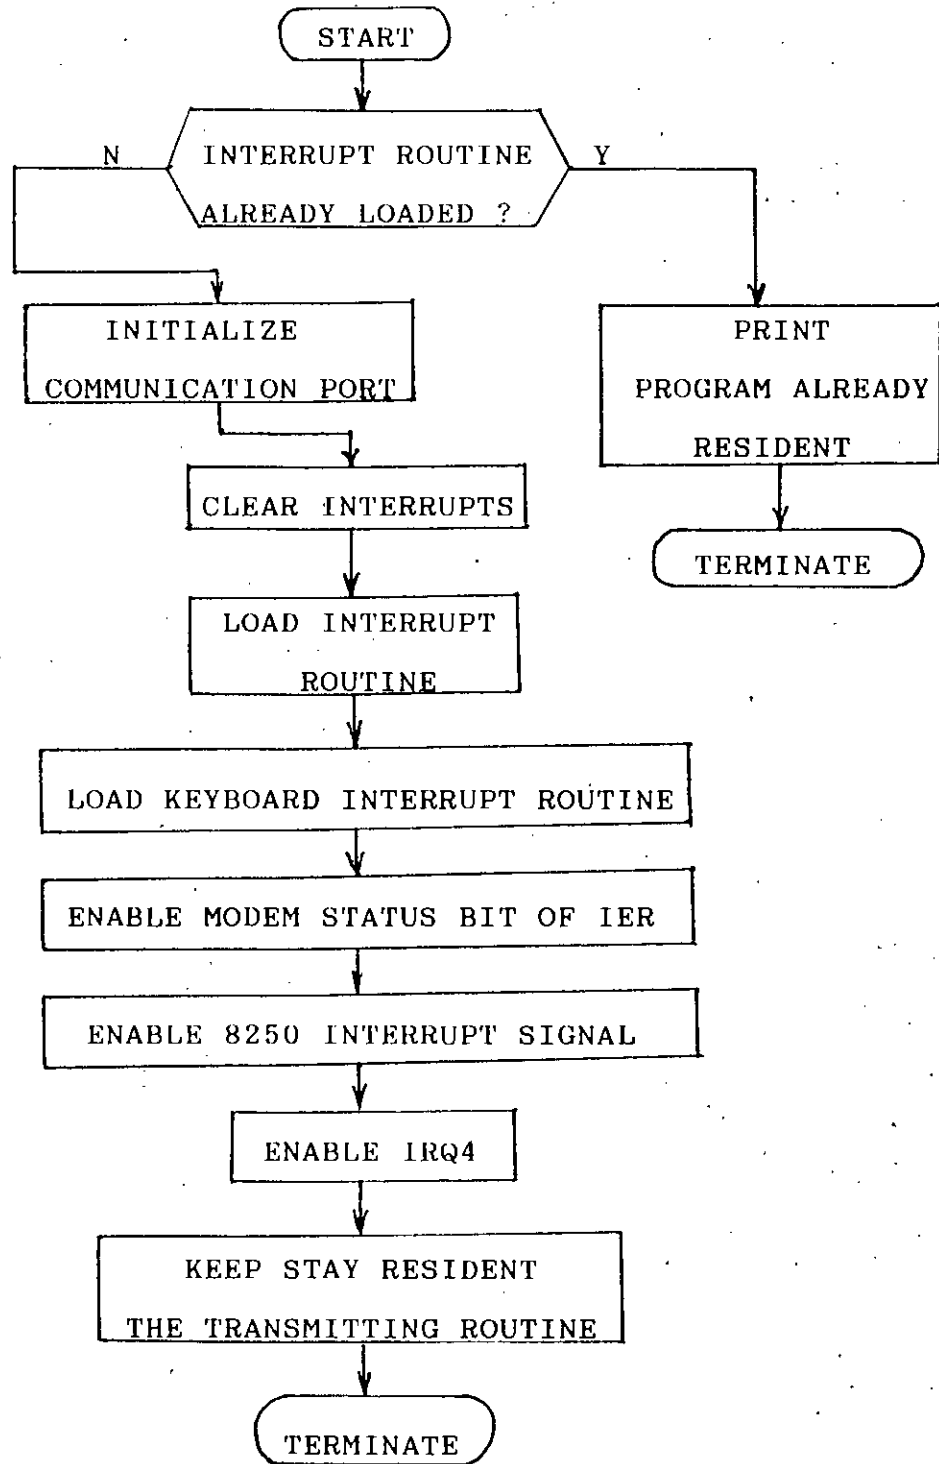 START
N
INTERRUPT ROUTINE
ALREADY LOADED ?
Y
INITIALIZE
COMMUNICATION PORT
PRINT
PROGRAM ALREADY
RESIDENT
CLEAR INTERRUPTS
TERMINATE
LOAD INTERRUPT
ROUTINE
LOAD KEYBOARD INTERRUPT ROUTINE
ENABLE MODEM STATUS BIT OF IER
ENABLE 8250 INTERRUPT SIGNAL
ENABLE IRQ4
KEEP STAY RESIDENT
THE TRANSMITTING ROUTINE
TERMINATE